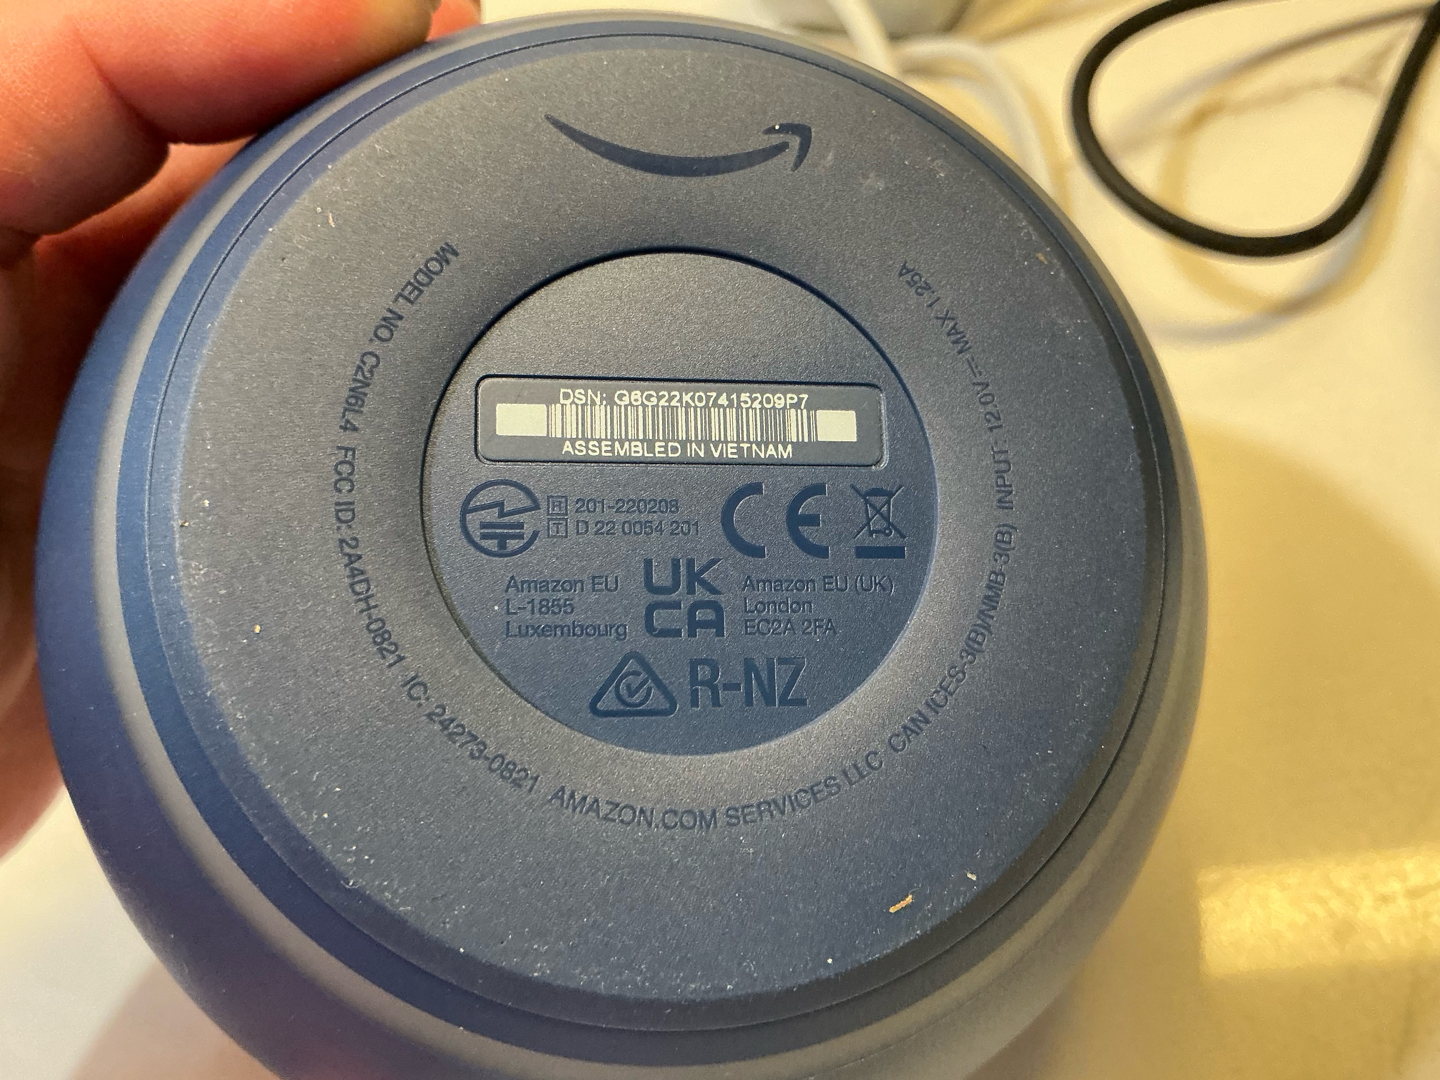 MODEL NO. C2N6L4 FCC ID: 2A4DH-0821 IC: 24273-0821 AMAZON.COM SERVICES LLC CAN ICES-3(B)/NMB-3(B) INPUT: 12.0V⎓MAX 1.25A
DSN: G6G22K07415209P7
ASSEMBLED IN VIETNAM
R 201-220208
T D 22 0054 201
CE
Amazon EU
L-1855
Luxembourg
UK
CA
Amazon EU (UK)
London
EC2A 2FA
R-NZ